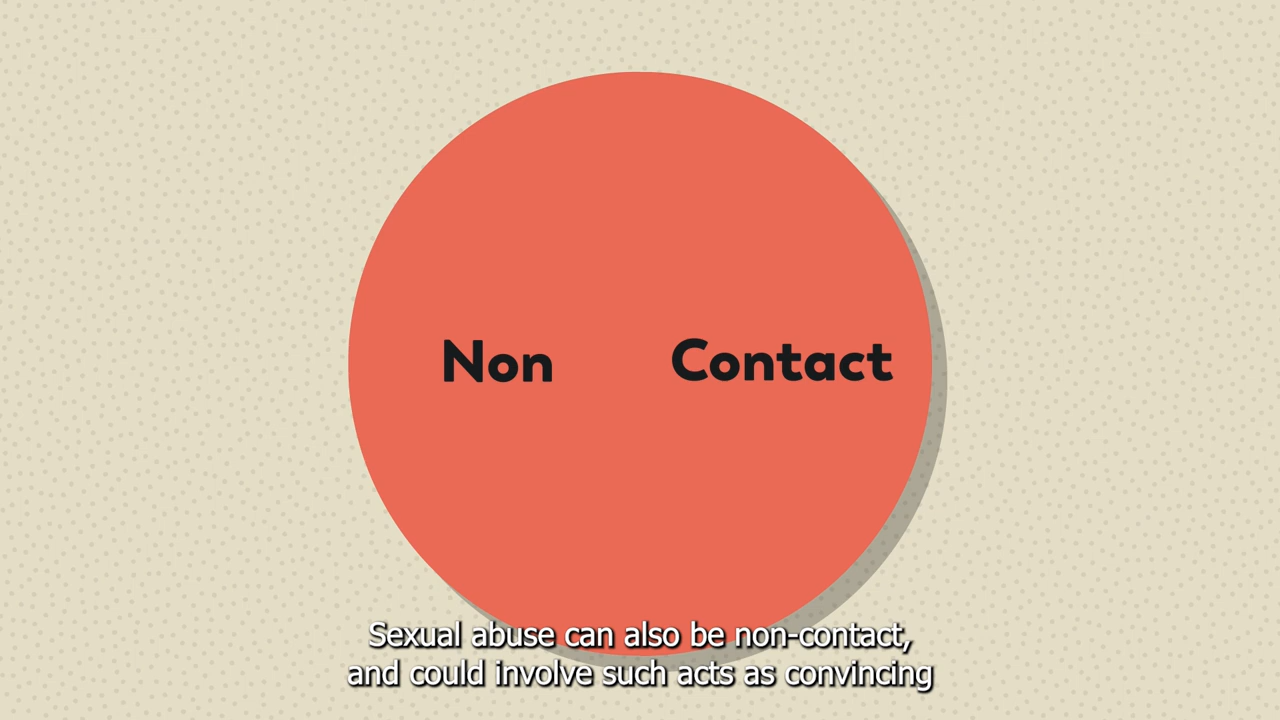 Non Contact
Sexual abuse can also be non-contact,
and could involve such acts as convincing